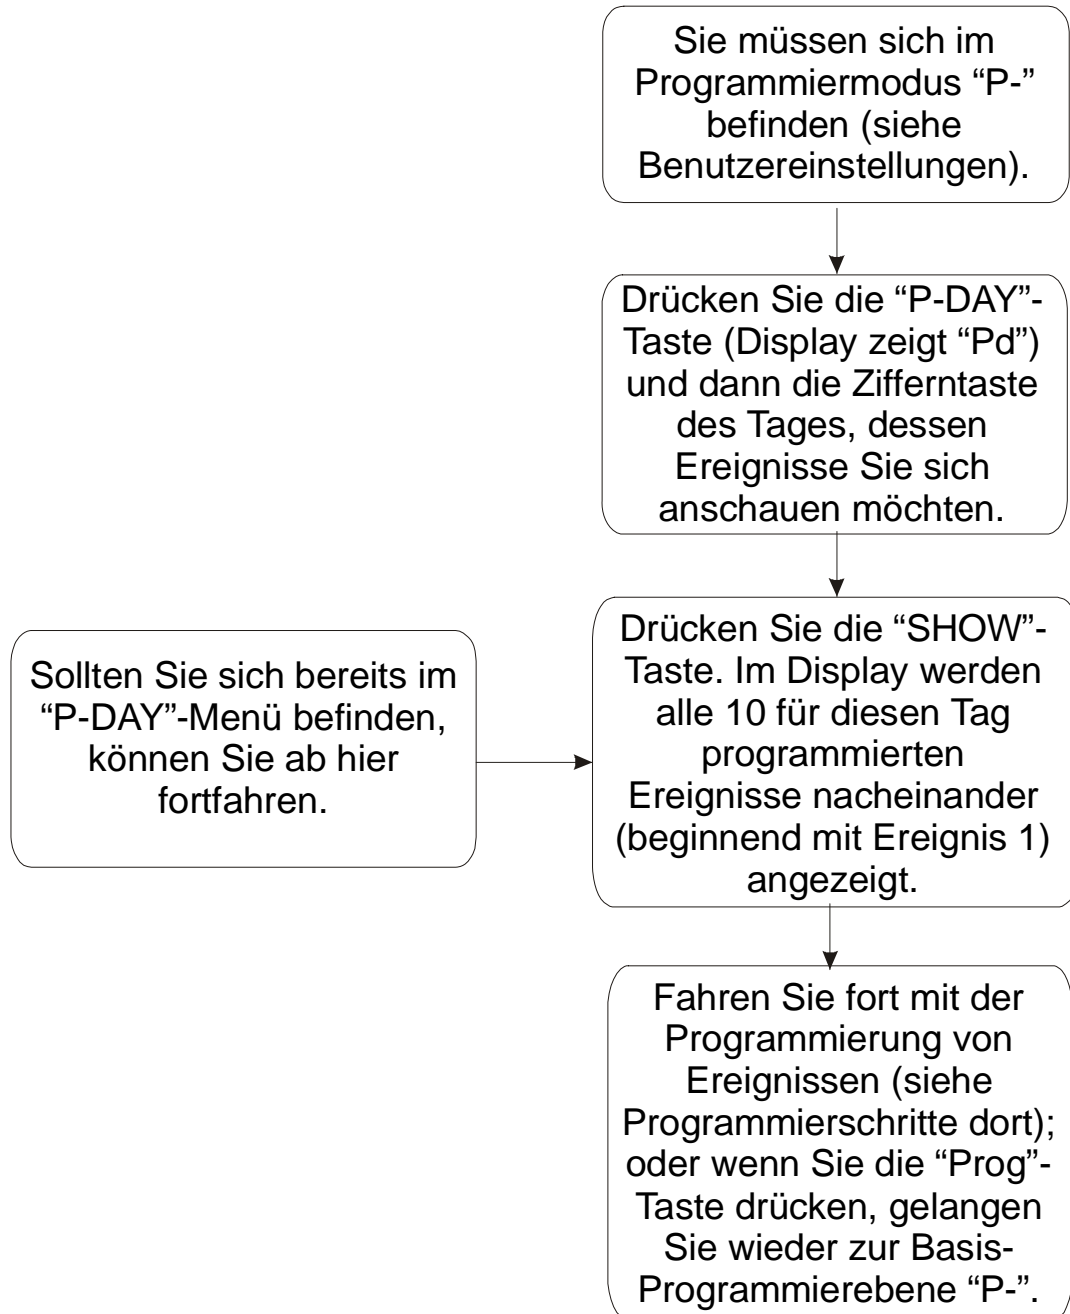 Sie müssen sich im
Programmiermodus “P-”
befinden (siehe
Benutzereinstellungen).
Drücken Sie die “P-DAY”-
Taste (Display zeigt “Pd”)
und dann die Zifferntaste
des Tages, dessen
Ereignisse Sie sich
anschauen möchten.
Sollten Sie sich bereits im
“P-DAY”-Menü befinden,
können Sie ab hier
fortfahren.
Drücken Sie die “SHOW”-
Taste. Im Display werden
alle 10 für diesen Tag
programmierten
Ereignisse nacheinander
(beginnend mit Ereignis 1)
angezeigt.
Fahren Sie fort mit der
Programmierung von
Ereignissen (siehe
Programmierschritte dort);
oder wenn Sie die “Prog”-
Taste drücken, gelangen
Sie wieder zur Basis-
Programmierebene “P-”.